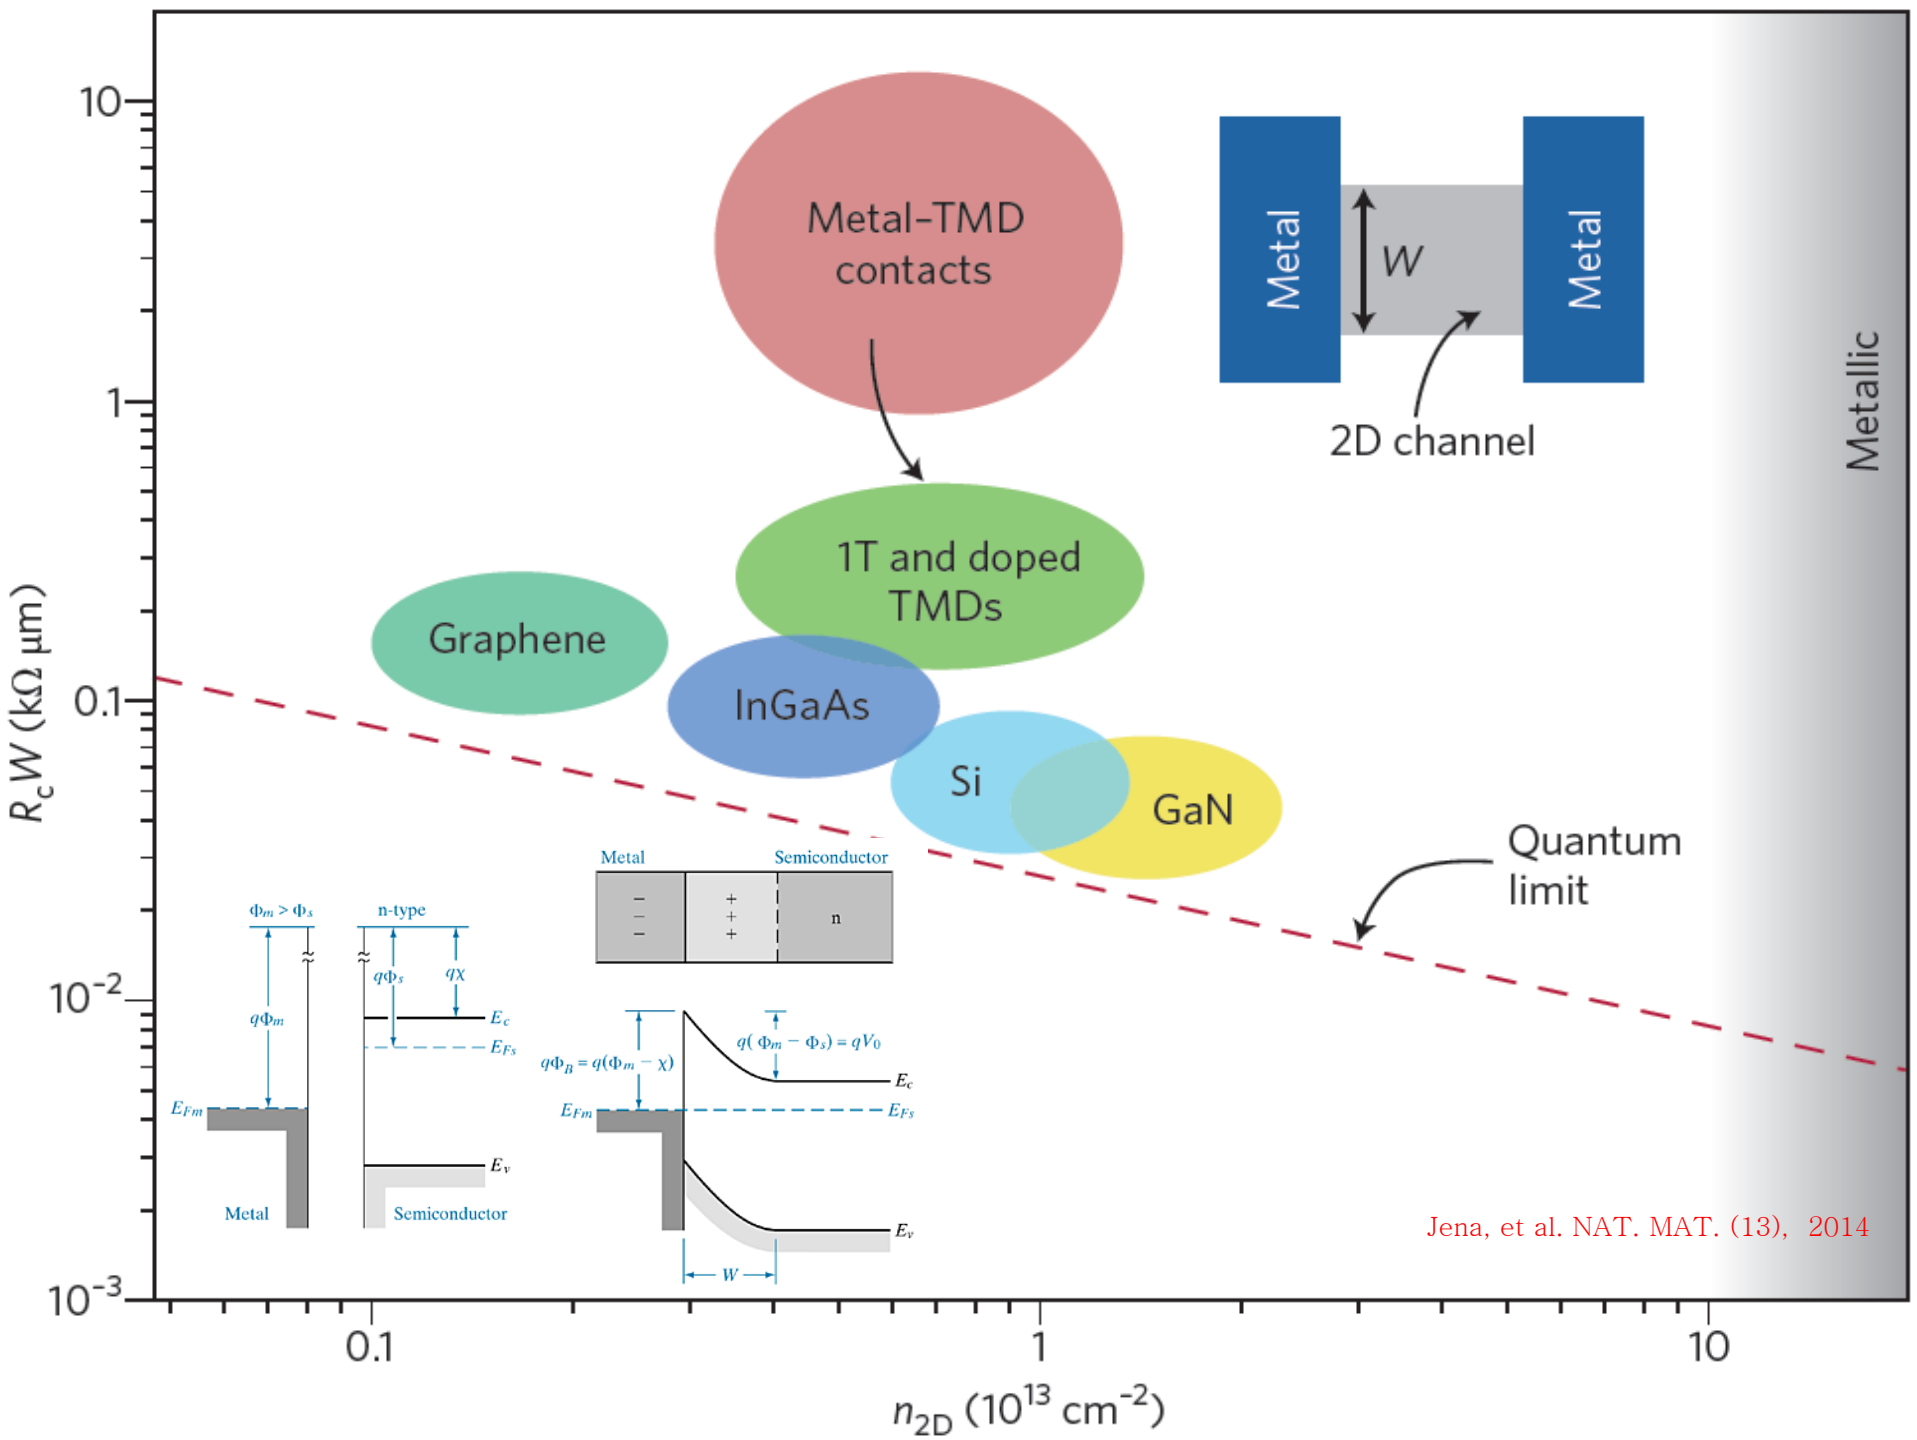 10
1
0.1
10⁻²
10⁻³
R_cW (kΩ μm)
0.1
1
10
n_2D (10¹³ cm⁻²)
Metal–TMD
contacts
1T and doped
TMDs
Graphene
InGaAs
Si
GaN
Metal
W
Metal
2D channel
Metallic
Quantum
limit
Φm > Φs
n-type
qΦm
qΦs
qχ
Ec
EFs
EFm
Ev
Metal
Semiconductor
Metal
Semiconductor
−
−
−
+
+
+
n
qΦB = q(Φm − χ)
q( Φm − Φs) = qV0
Ec
EFm
EFs
Ev
W
Jena, et al. NAT. MAT. (13), 2014